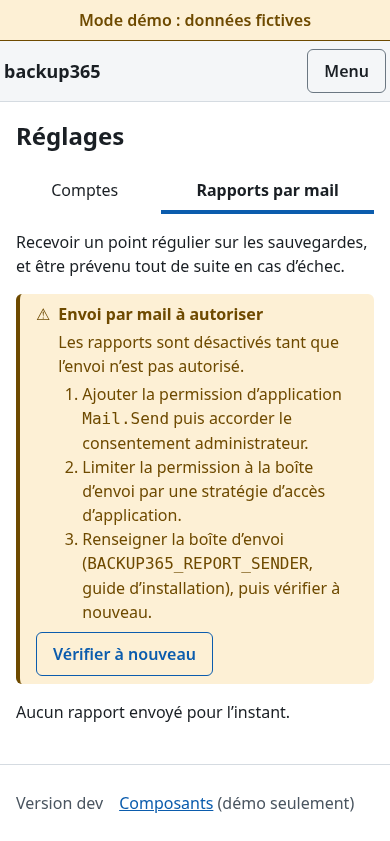 Mode démo : données fictives
backup365
Menu
Réglages
Comptes
Rapports par mail
Recevoir un point régulier sur les sauvegardes,
et être prévenu tout de suite en cas d’échec.
⚠ Envoi par mail à autoriser
Les rapports sont désactivés tant que
l’envoi n’est pas autorisé.
1. Ajouter la permission d’application
Mail.Send puis accorder le
consentement administrateur.
2. Limiter la permission à la boîte
d’envoi par une stratégie d’accès
d’application.
3. Renseigner la boîte d’envoi
(BACKUP365_REPORT_SENDER,
guide d’installation), puis vérifier à
nouveau.
Vérifier à nouveau
Aucun rapport envoyé pour l’instant.
Version dev Composants (démo seulement)